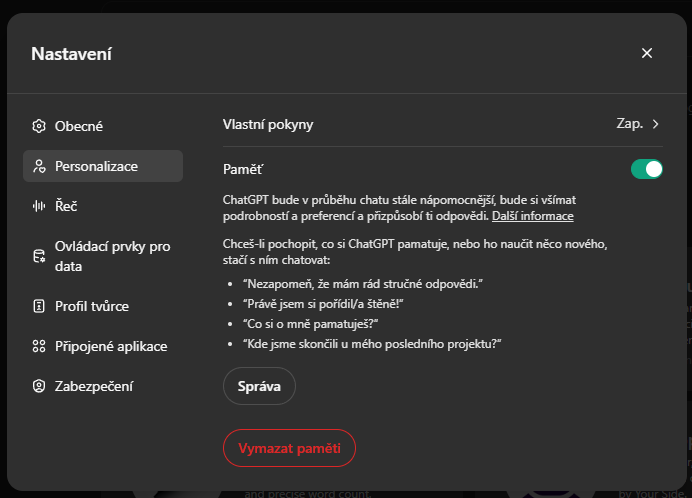 Nastavení
Obecné
Personalizace
Řeč
Ovládací prvky pro
data
Profil tvůrce
Připojené aplikace
Zabezpečení
Vlastní pokyny
Zap.
Paměť
ChatGPT bude v průběhu chatu stále nápomocnější, bude si všímat
podrobností a preferencí a přizpůsobí ti odpovědi. Další informace
Chceš-li pochopit, co si ChatGPT pamatuje, nebo ho naučit něco nového,
stačí s ním chatovat:
• “Nezapomeň, že mám rád stručné odpovědi.”
• “Právě jsem si pořídil/a štěně!“
• “Co si o mně pamatuješ?“
• “Kde jsme skončili u mého posledního projektu?“
Správa
Vymazat paměti
and precise word count.
by Your Side.